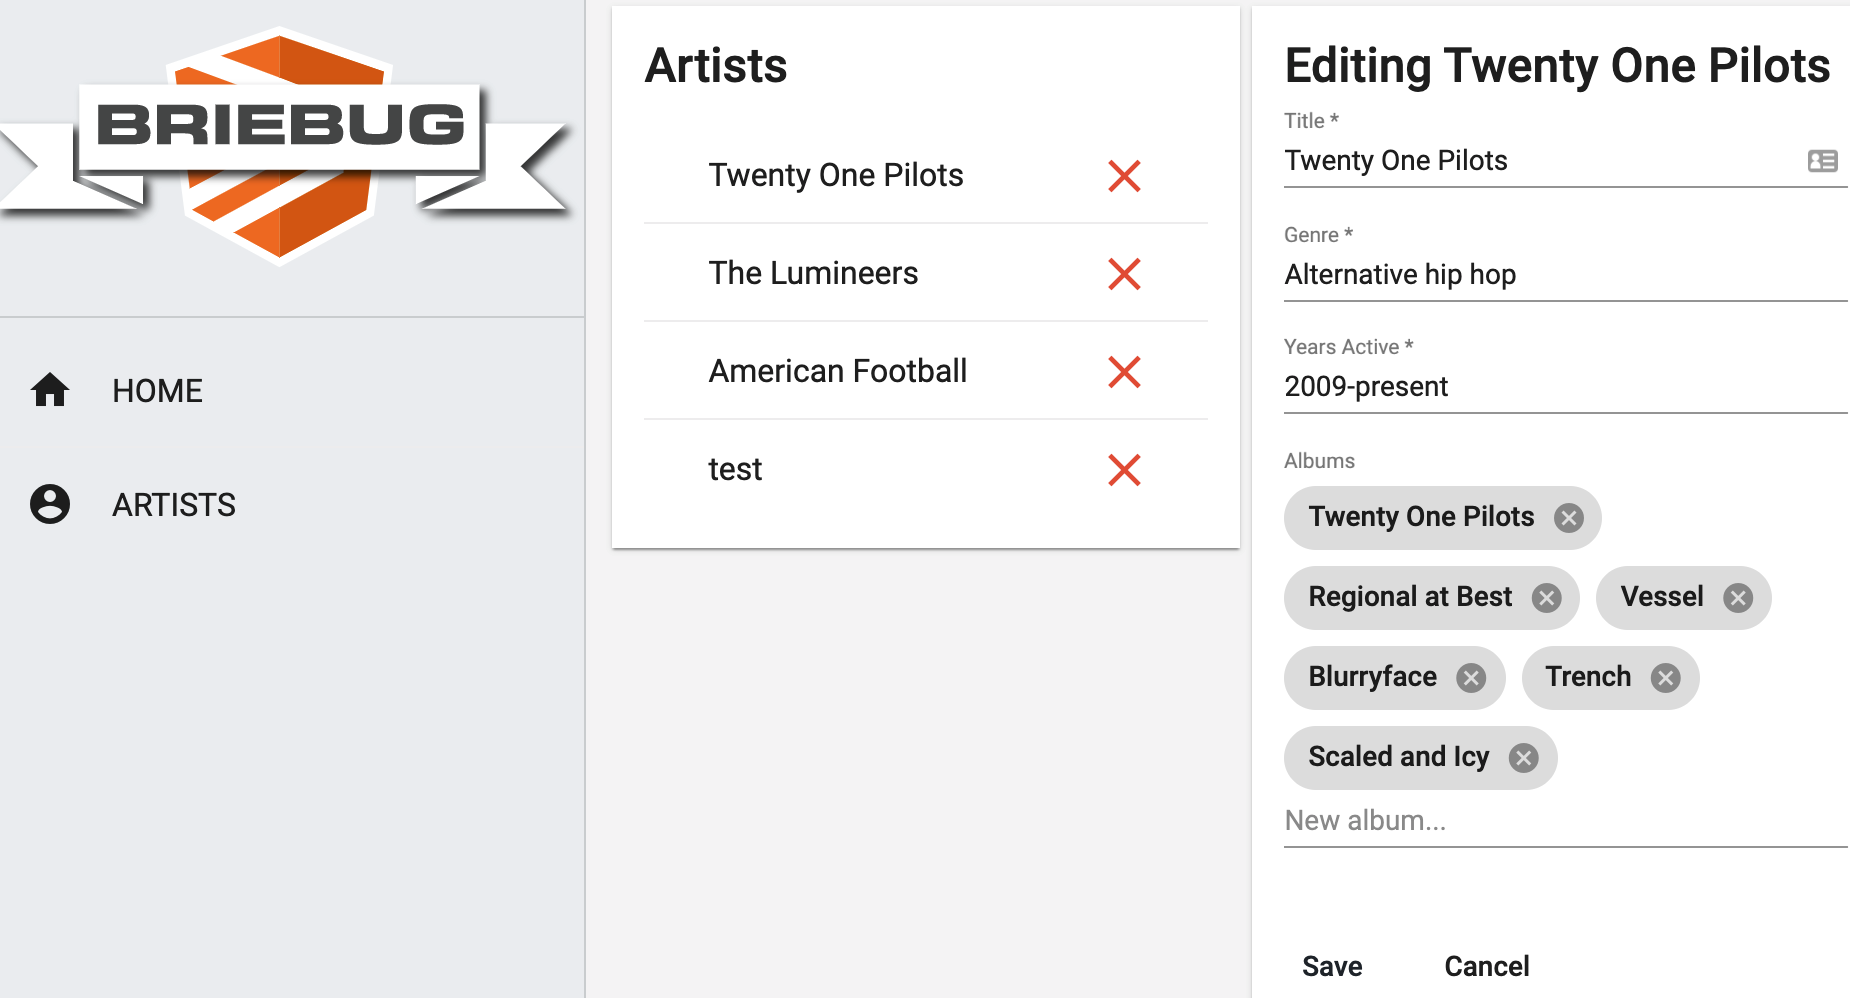 BRIEBUG
HOME
ARTISTS
Artists
Twenty One Pilots
The Lumineers
American Football
test
Editing Twenty One Pilots
Title *
Twenty One Pilots
Genre *
Alternative hip hop
Years Active *
2009-present
Albums
Twenty One Pilots
Regional at Best Vessel
Blurryface Trench
Scaled and Icy
New album...
Save Cancel